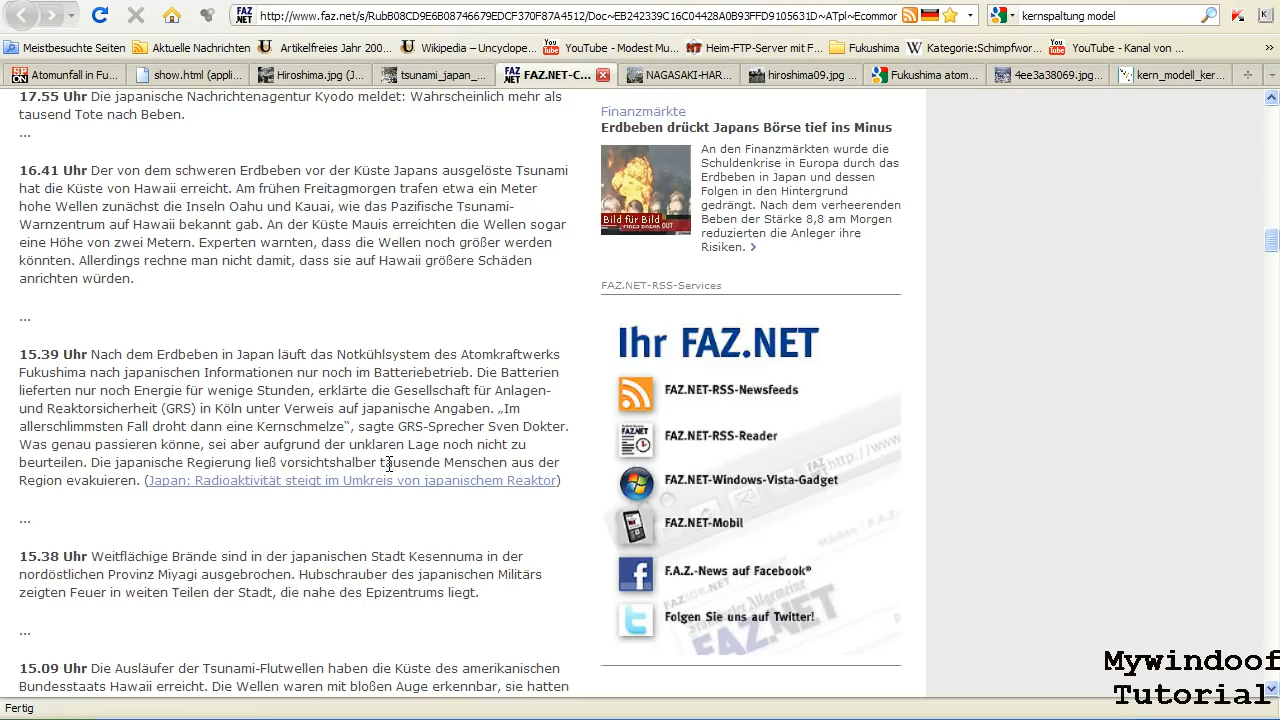 http://www.faz.net/s/RubB08CD9E6B08746679EDCF370F87A4512/Doc~EB242339516C04428A0B93FFD9105631D~ATpl~Ecommor
kernspaltung model
Meistbesuchte Seiten
Aktuelle Nachrichten
Artikelfreies Jahr 200...
Wikipedia – Uncyclope...
YouTube - Modest Mu...
Heim-FTP-Server mit F...
Fukushima
Kategorie:Schimpfwo...
YouTube - Kanal von ...
»
Atomunfall in Fu...
show.html (appli...
Hiroshima.jpg (J...
tsunami_japan_...
FAZ.NET-C...
NAGASAKI-HAR...
hiroshima09.jpg ...
Fukushima atom...
4e6c3a38069.jpg...
kern_modell_ker...
17.55 Uhr Die japanische Nachrichtenagentur Kyodo meldet: Wahrscheinlich mehr als
tausend Tote nach Beben.
...
16.41 Uhr Der von dem schweren Erdbeben vor der Küste Japans ausgelöste Tsunami
hat die Küste von Hawaii erreicht. Am frühen Freitagmorgen trafen etwa ein Meter
hohe Wellen zunächst die Inseln Oahu und Kauai, wie das Pazifische Tsunami-
Warnzentrum auf Hawaii bekannt gab. An der Küste Mauis erreichten die Wellen sogar
eine Höhe von zwei Metern. Experten warnten, dass die Wellen noch größer werden
könnten. Allerdings rechne man nicht damit, dass sie auf Hawaii größere Schäden
anrichten würden.
...
15.39 Uhr Nach dem Erdbeben in Japan läuft das Notkühlsystem des Atomkraftwerks
Fukushima nach japanischen Informationen nur noch im Batteriebetrieb. Die Batterien
lieferten nur noch Energie für wenige Stunden, erklärte die Gesellschaft für Anlagen-
und Reaktorsicherheit (GRS) in Köln unter Verweis auf japanische Angaben. „Im
allerschlimmsten Fall droht dann eine Kernschmelze“, sagte GRS-Sprecher Sven Dokter.
Was genau passieren könne, sei aber aufgrund der unklaren Lage noch nicht zu
beurteilen. Die japanische Regierung ließ vorsichtshalber tausende Menschen aus der
Region evakuieren. (Japan: Radioaktivität steigt im Umkreis von japanischem Reaktor)
...
15.38 Uhr Weitflächige Brände sind in der japanischen Stadt Kesennuma in der
nordöstlichen Provinz Miyagi ausgebrochen. Hubschrauber des japanischen Militärs
zeigten Feuer in weiten Teilen der Stadt, die nahe des Epizentrums liegt.
...
15.09 Uhr Die Ausläufer der Tsunami-Flutwellen haben die Küste des amerikanischen
Bundesstaats Hawaii erreicht. Die Wellen waren mit bloßen Auge erkennbar, sie hatten
Finanzmärkte
Erdbeben drückt Japans Börse tief ins Minus
An den Finanzmärkten wurde die
Schuldenkrise in Europa durch das
Erdbeben in Japan und dessen
Folgen in den Hintergrund
gedrängt. Nach dem verheerenden
Beben der Stärke 8,8 am Morgen
reduzierten die Anleger ihre
Risiken.
Bild für Bild
FIRES BREAK OUT
FAZ.NET-RSS-Services
Ihr FAZ.NET
FAZ.NET-RSS-Newsfeeds
FAZ.NET-RSS-Reader
FAZ.NET-Windows-Vista-Gadget
FAZ.NET-Mobil
F.A.Z.-News auf Facebook®
Folgen Sie uns auf Twitter!
Mywindoof
Tutorial
Fertig